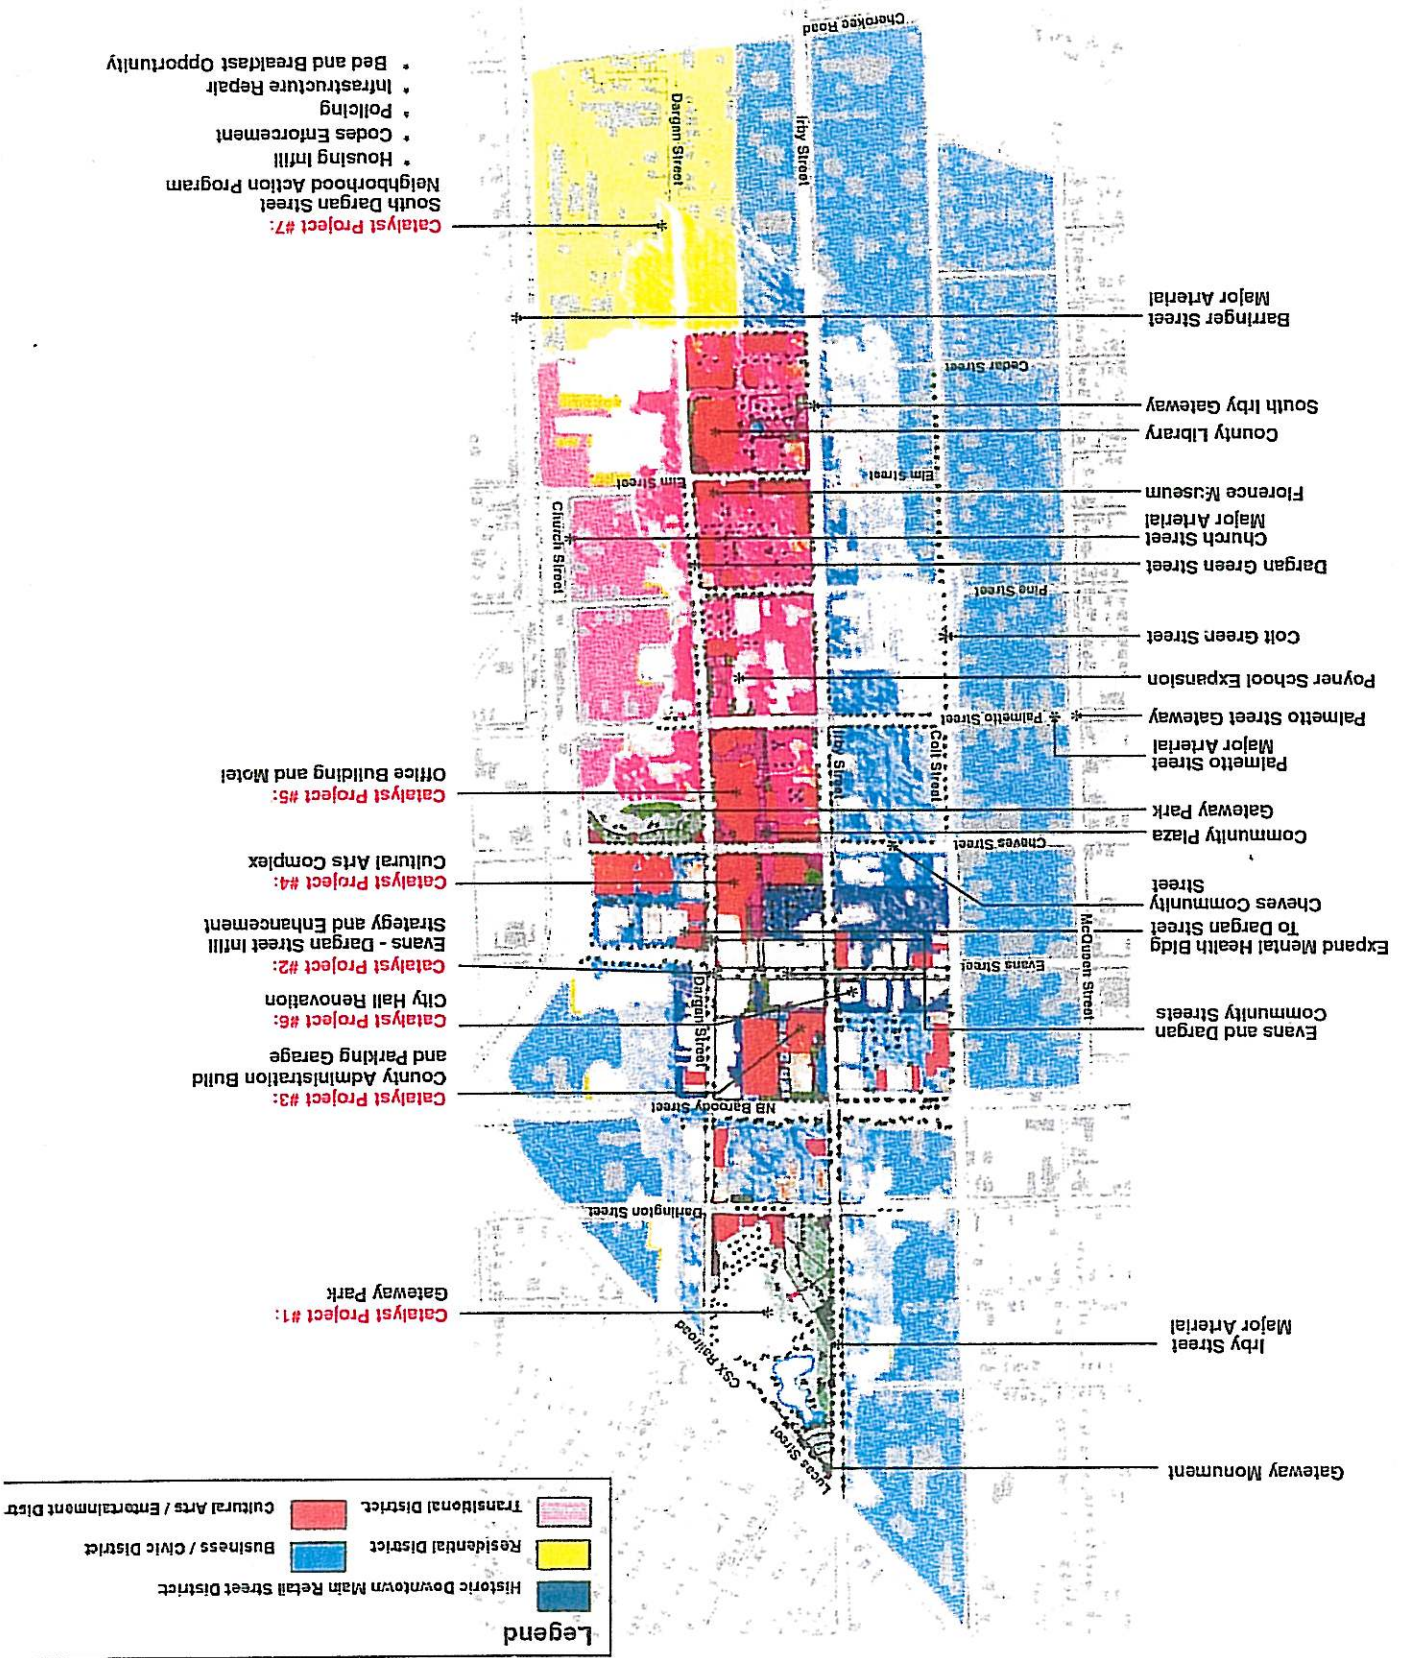 Legend
Historic Downtown Main Retail Street District
Residential District
Business / Civic District
Transitional District
Cultural Arts / Entertainment Distr
Gateway Monument
Irby Street
Major Arterial
Evans and Dargan
Community Streets
Expand Mental Health Bldg
To Dargan Street
Cheves Community
Street
Community Plaza
Gateway Park
Palmetto Street
Major Arterial
Palmetto Street Gateway
Poyner School Expansion
Coit Green Street
Dargan Green Street
Church Street
Major Arterial
Florence Museum
County Library
South Irby Gateway
Barringer Street
Major Arterial
Lucas Street
CSX Railroad
Darlington Street
NB Baroody Street
Dargan Street
Evans Street
McQueen Street
Cheves Street
Coit Street
Irby Street
Palmetto Street
Pine Street
Church Street
Elm Street
Elm Street
Cedar Street
Irby Street
Dargan Street
Cherokee Road
Catalyst Project #1:
Gateway Park
Catalyst Project #3:
County Administration Build
and Parking Garage
Catalyst Project #6:
City Hall Renovation
Catalyst Project #2:
Evans - Dargan Street Infill
Strategy and Enhancement
Catalyst Project #4:
Cultural Arts Complex
Catalyst Project #5:
Office Building and Motel
Catalyst Project #7:
South Dargan Street
Neighborhood Action Program
* Housing Infill
* Codes Enforcement
* Policing
* Infrastructure Repair
* Bed and Breakfast Opportunity